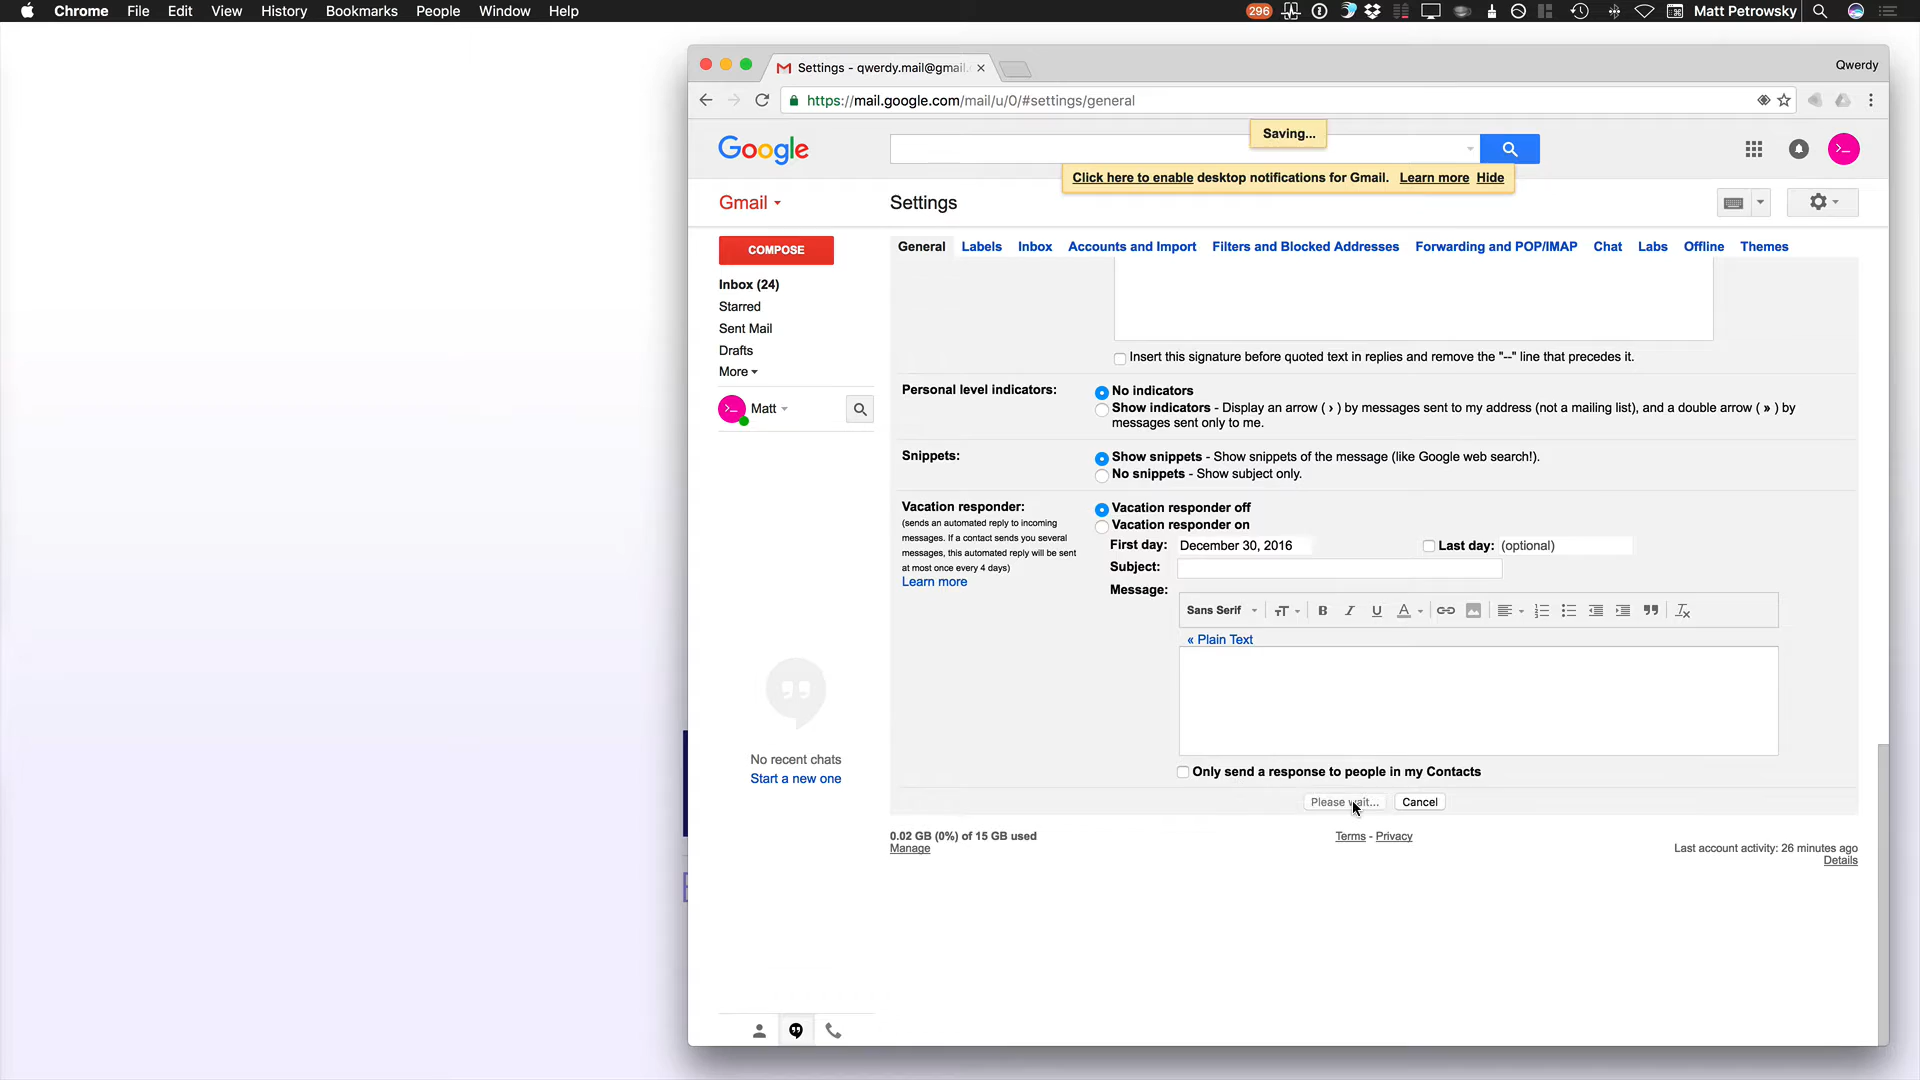 Chrome File Edit View History Bookmarks People Window Help
296 Matt Petrowsky
Settings - qwerdy.mail@gmail.
Qwerdy
https://mail.google.com/mail/u/0/#settings/general
Saving...
Google
Click here to enable desktop notifications for Gmail. Learn more Hide
Gmail
Settings
COMPOSE
General Labels Inbox Accounts and Import Filters and Blocked Addresses Forwarding and POP/IMAP Chat Labs Offline Themes
Inbox (24)
Starred
Sent Mail
Drafts
More
Matt
Insert this signature before quoted text in replies and remove the "--" line that precedes it.
Personal level indicators:
No indicators
Show indicators - Display an arrow ( › ) by messages sent to my address (not a mailing list), and a double arrow ( » ) by
messages sent only to me.
Snippets:
Show snippets - Show snippets of the message (like Google web search!).
No snippets - Show subject only.
Vacation responder:
(sends an automated reply to incoming
messages. If a contact sends you several
messages, this automated reply will be sent
at most once every 4 days)
Learn more
Vacation responder off
Vacation responder on
First day: December 30, 2016 Last day: (optional)
Subject:
Message:
Sans Serif
« Plain Text
Only send a response to people in my Contacts
No recent chats
Start a new one
Please wait... Cancel
0.02 GB (0%) of 15 GB used
Manage
Terms - Privacy
Last account activity: 26 minutes ago
Details